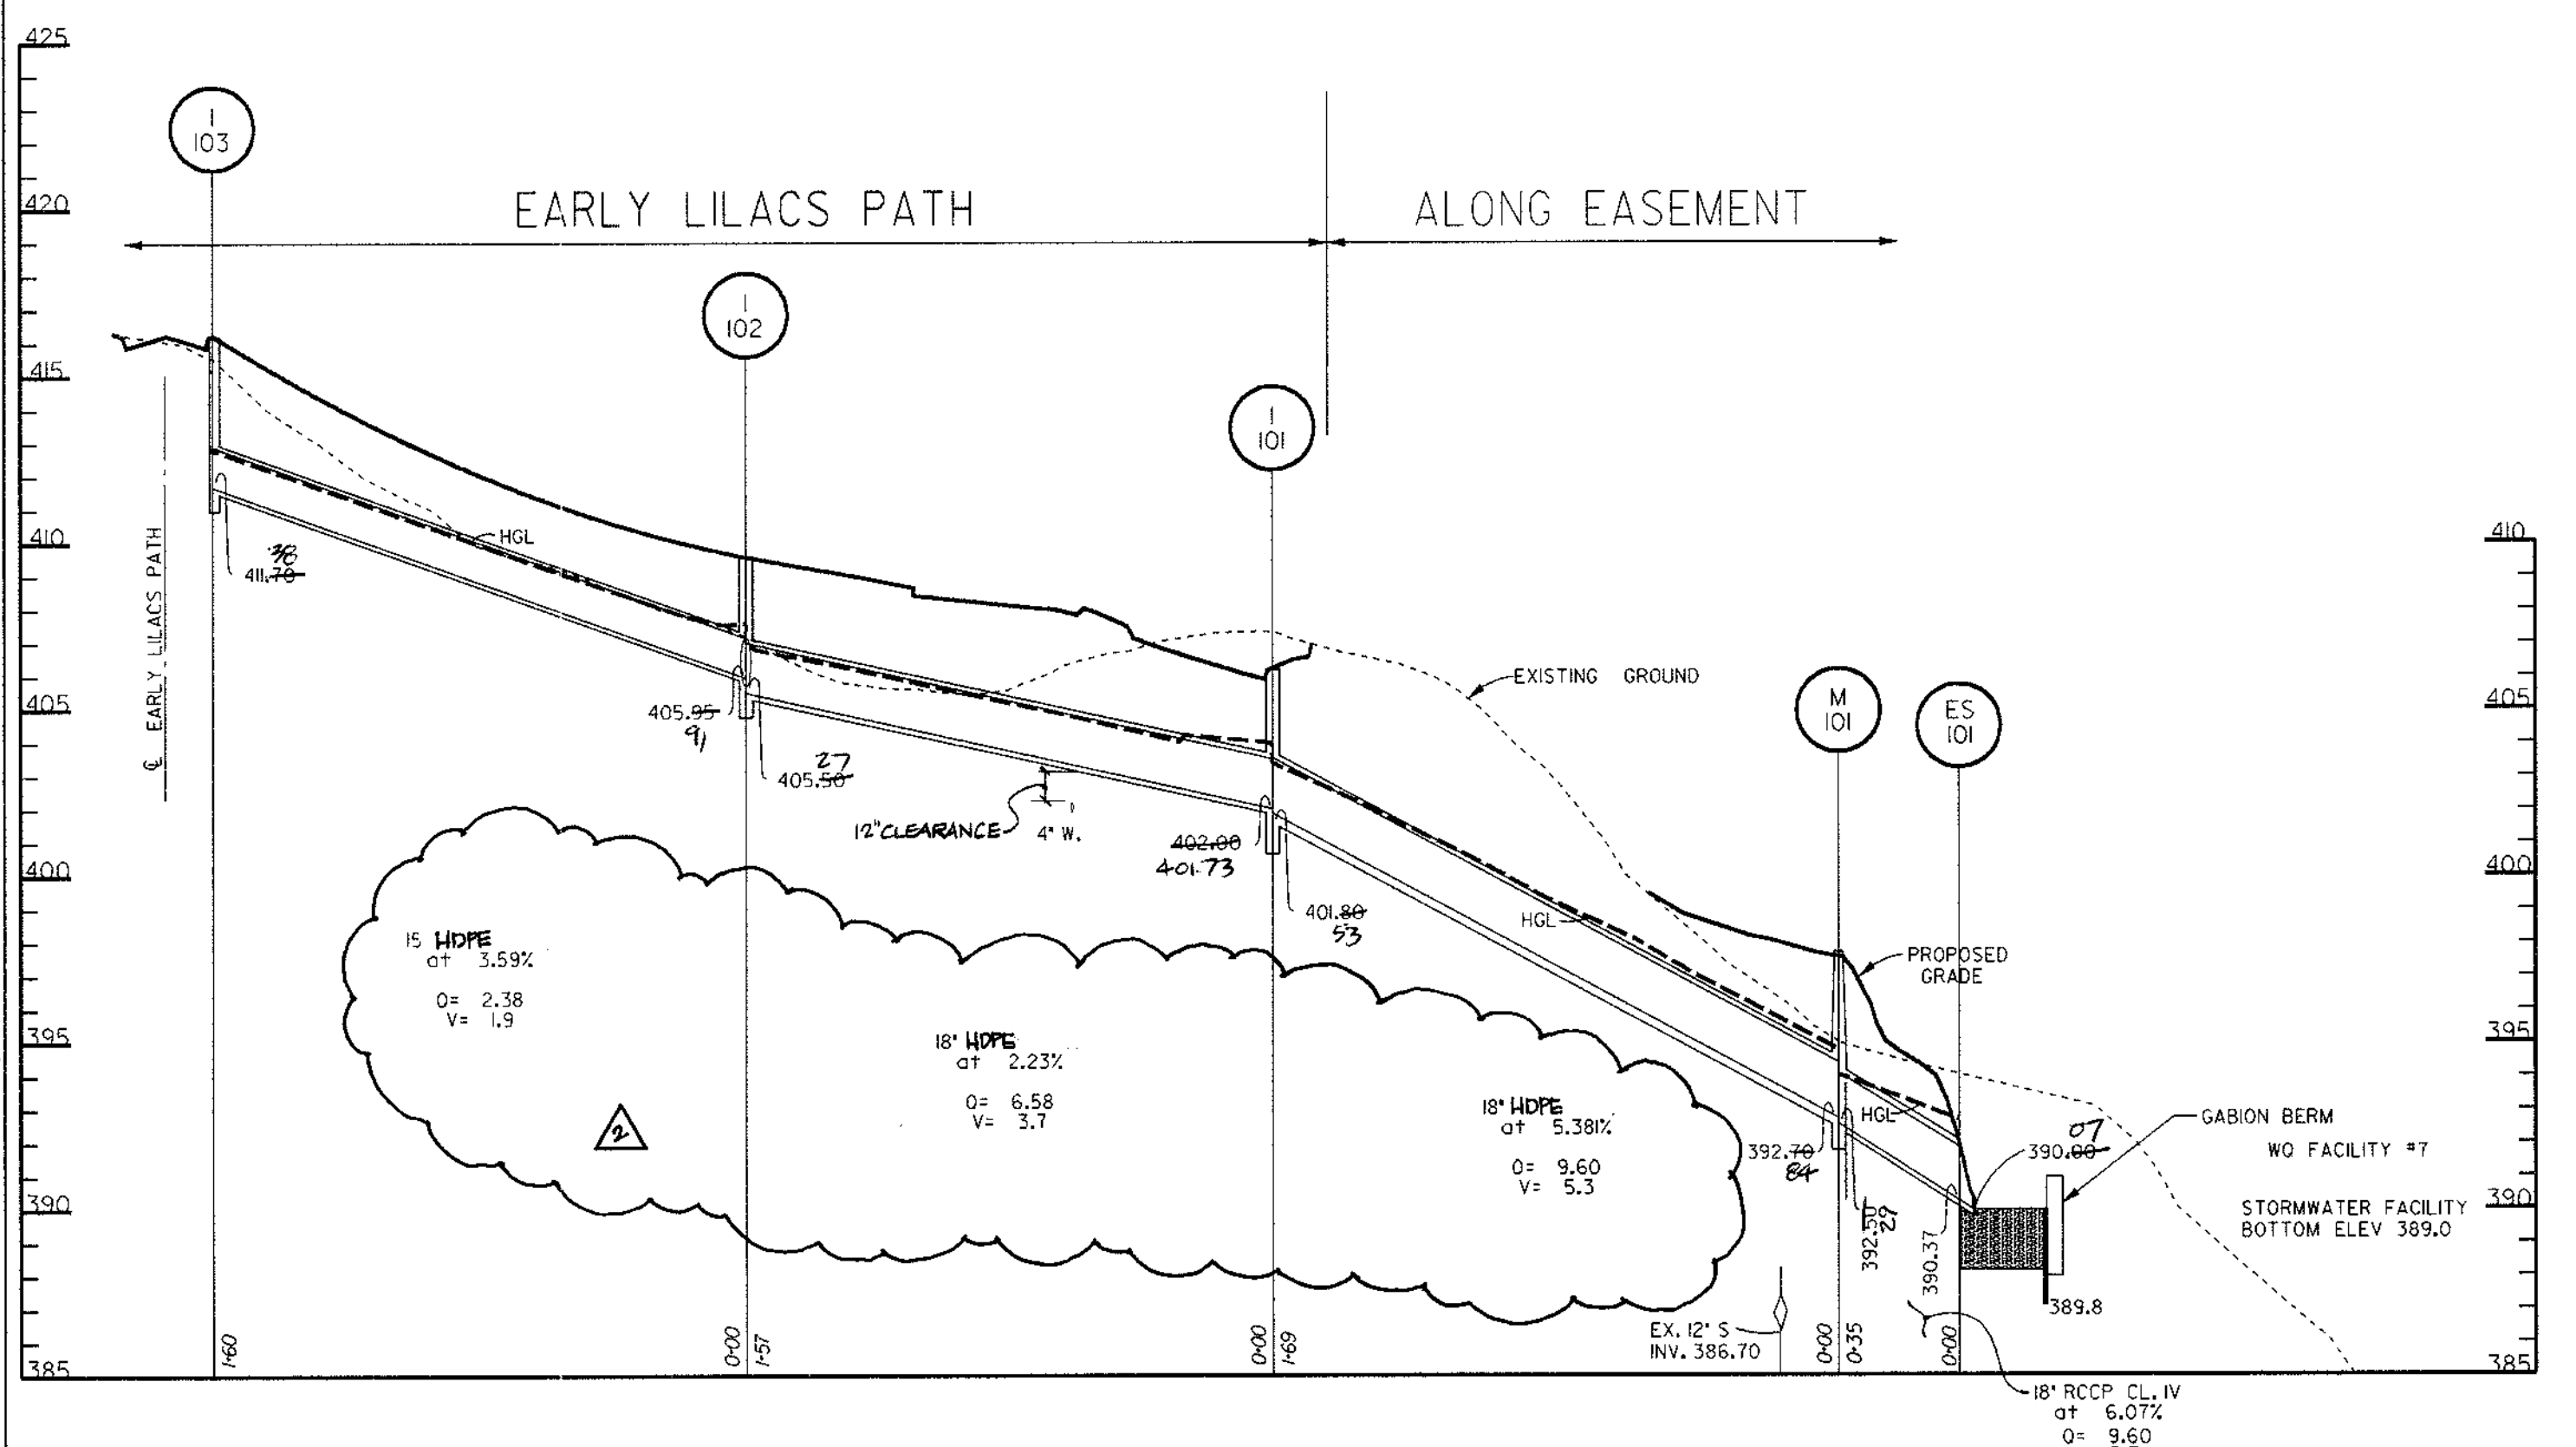 425
420
415
410
405
400
395
390
385
410
405
400
395
390
385
I
103
I
102
I
101
M
101
ES
101
EARLY LILACS PATH
ALONG EASEMENT
℄ EARLY LILACS PATH
HGL
38
411.70
405.95
91
27
405.50
12" CLEARANCE
4" W.
402.00
401.73
401.80
53
EXISTING GROUND
HGL
PROPOSED
GRADE
HGL
392.70
84
392.50
29
390.37
07
390.00
GABION BERM
WQ FACILITY #7
STORMWATER FACILITY
BOTTOM ELEV 389.0
389.8
15 HDPE
at 3.59%
Q= 2.38
V= 1.9
2
18" HDPE
at 2.23%
Q= 6.58
V= 3.7
18" HDPE
at 5.381%
Q= 9.60
V= 5.3
EX. 12" S
INV. 386.70
1+60
0+00
1+57
0+00
1+69
0+00
0+35
0+00
18" RCCP CL. IV
at 6.07%
Q= 9.60